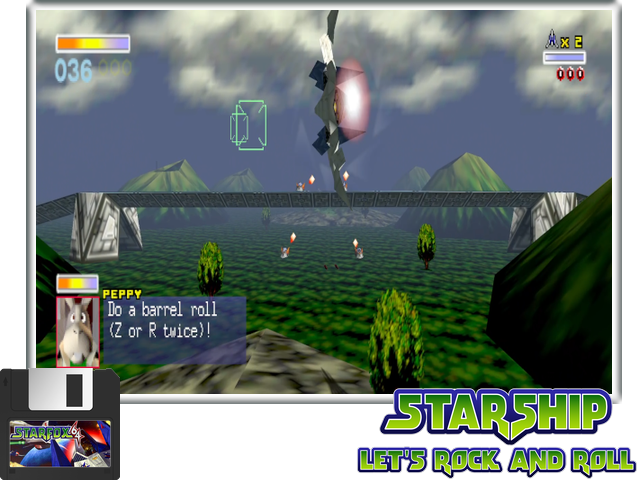 x 2
036
PEPPY
Do a barrel roll
(Z or R twice)!
STARFOX 64
STARSHIP
LET'S ROCK AND ROLL